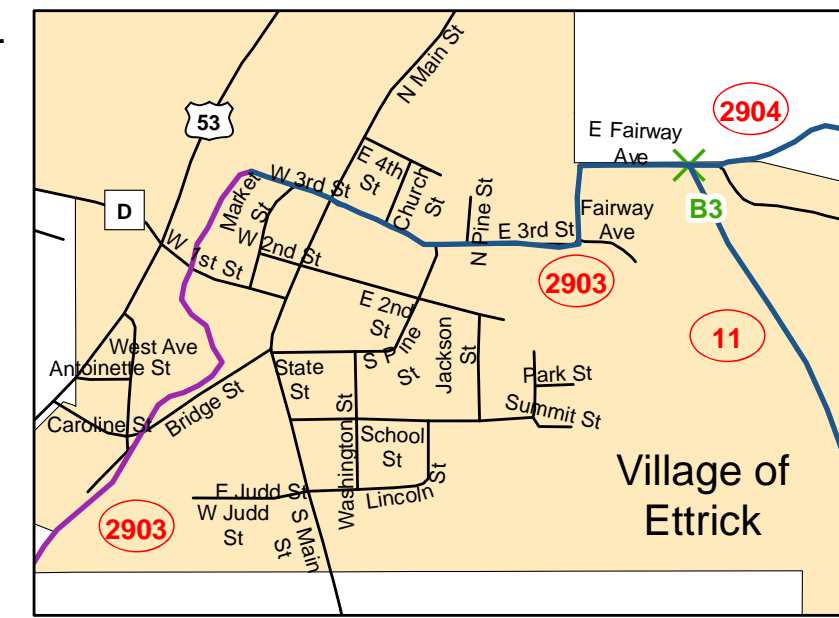 N Main St
53
2904
E Fairway
Ave
E 4th
St
W 3rd St
Market
St
Church
St
D
B3
N Pine St
Fairway
Ave
E 3rd St
W 2nd St
W 1st St
2903
E 2nd
St
11
West Ave
S Pine
St
Jackson
St
Antoinette St
State
St
Park St
Bridge St
Summit St
Caroline St
Washington St
School
St
Village of
Ettrick
E Judd St
Lincoln St
W Judd
St
S Main
St
2903